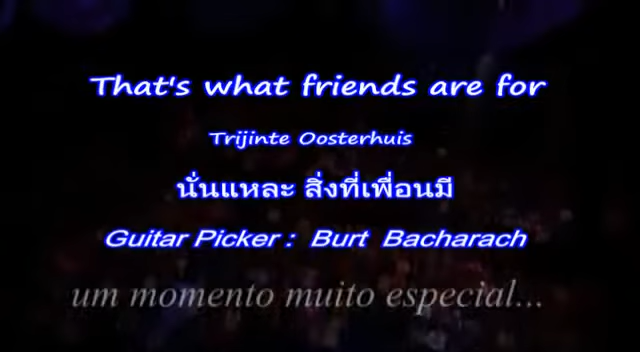 That's what friends are for
Trijinte Oosterhuis
นั่นแหละ สิ่งที่เพื่อนมี
Guitar Picker : Burt Bacharach
um momento muito especial...